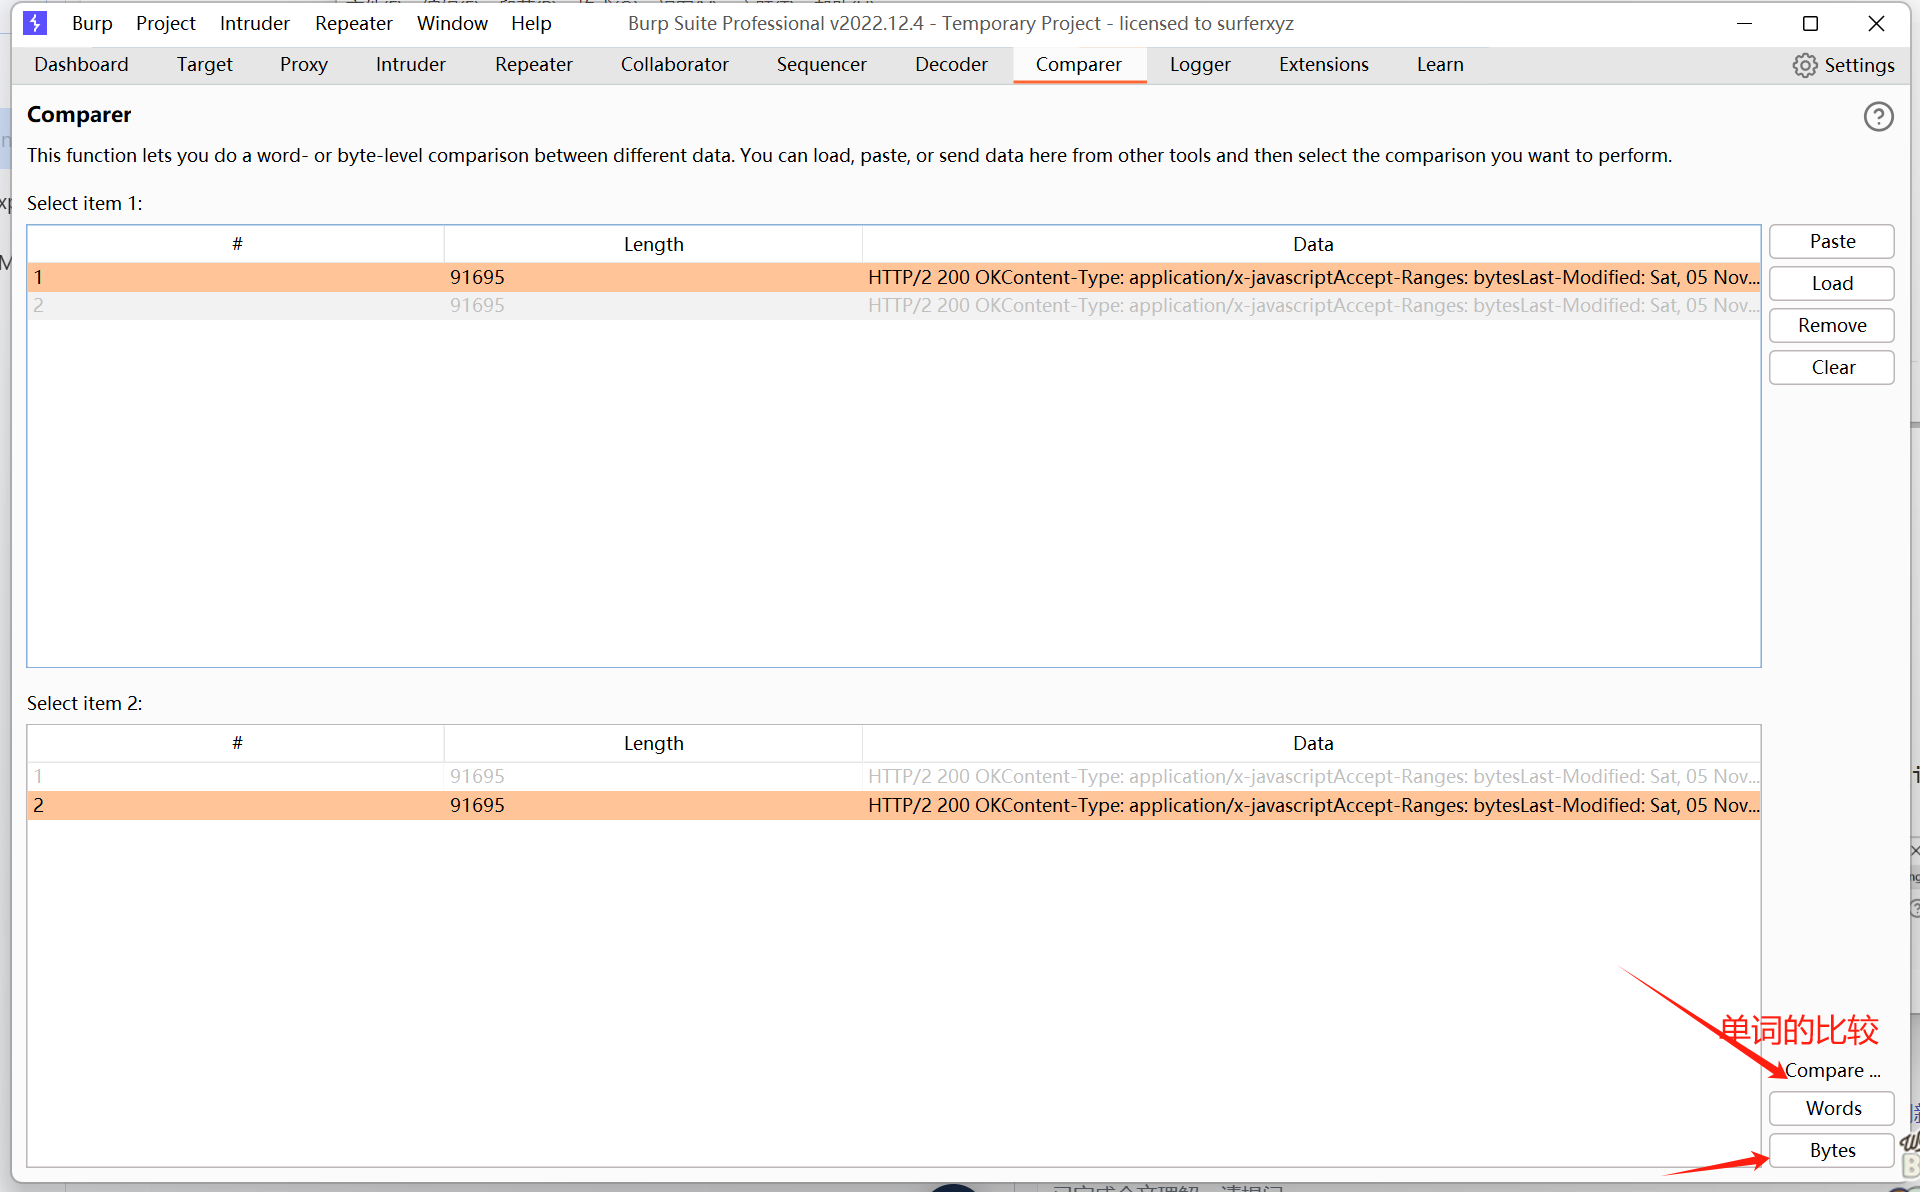 Burp Project Intruder Repeater Window Help Burp Suite Professional v2022.12.4 - Temporary Project - licensed to surferxyz
Dashboard Target Proxy Intruder Repeater Collaborator Sequencer Decoder Comparer Logger Extensions Learn Settings
Comparer
This function lets you do a word- or byte-level comparison between different data. You can load, paste, or send data here from other tools and then select the comparison you want to perform.
Select item 1:
# Length Data
1 91695 HTTP/2 200 OKContent-Type: application/x-javascriptAccept-Ranges: bytesLast-Modified: Sat, 05 Nov...
2 91695 HTTP/2 200 OKContent-Type: application/x-javascriptAccept-Ranges: bytesLast-Modified: Sat, 05 Nov...
Paste
Load
Remove
Clear
Select item 2:
# Length Data
1 91695 HTTP/2 200 OKContent-Type: application/x-javascriptAccept-Ranges: bytesLast-Modified: Sat, 05 Nov...
2 91695 HTTP/2 200 OKContent-Type: application/x-javascriptAccept-Ranges: bytesLast-Modified: Sat, 05 Nov...
单词的比较
Compare ...
Words
Bytes